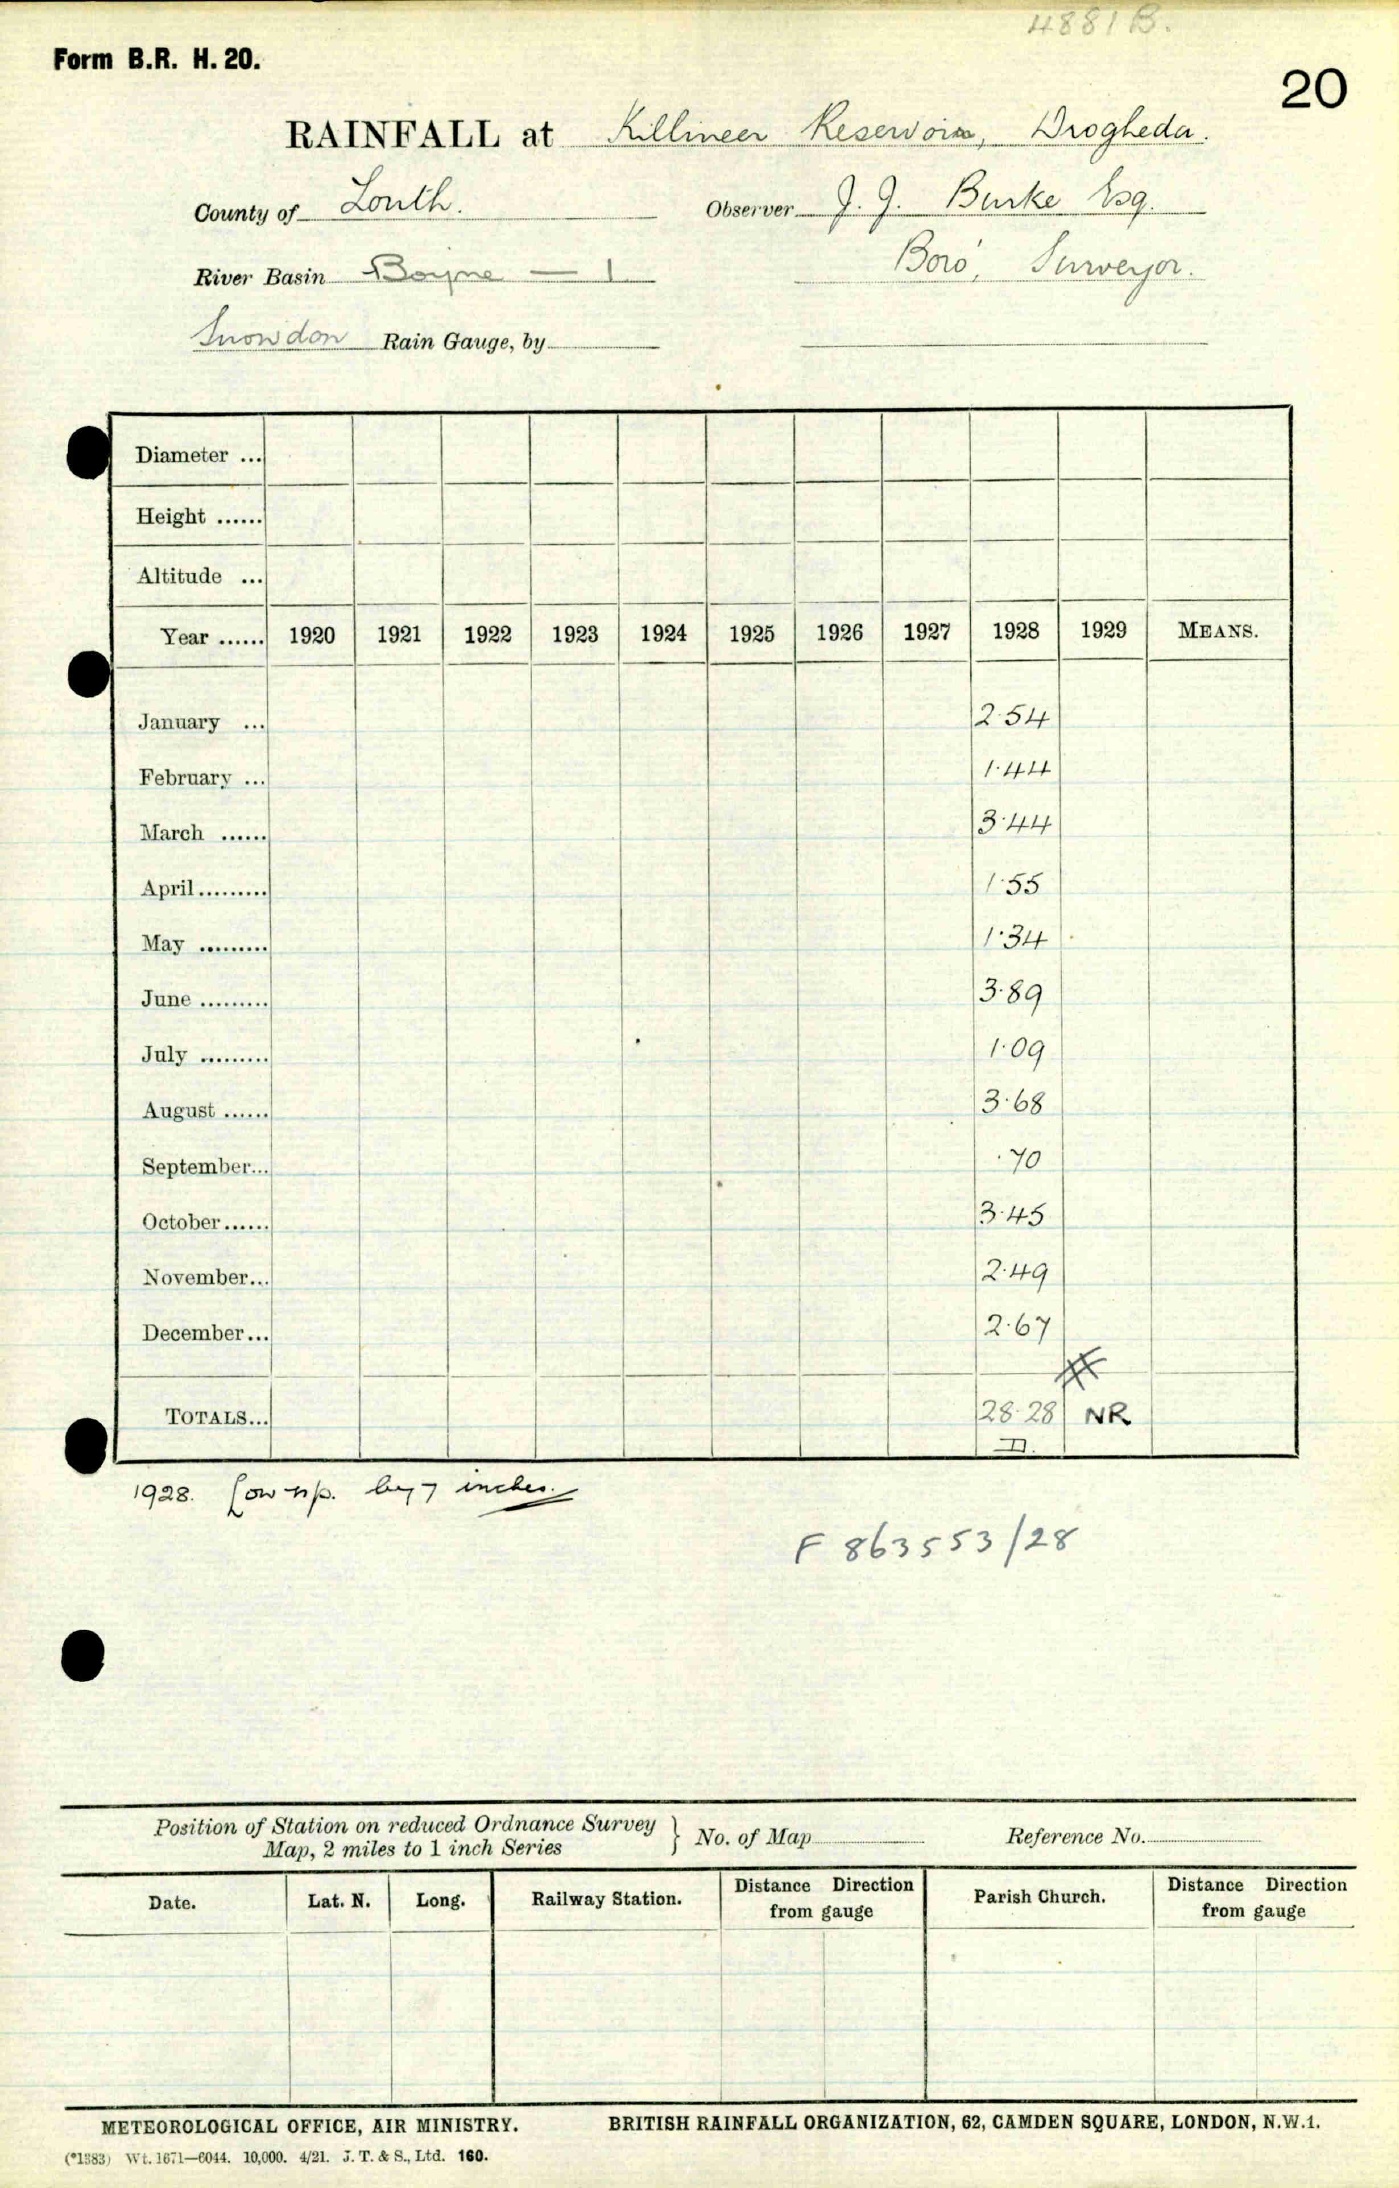 4881B.
Form B.R. H. 20.
20
RAINFALL at Killineer Reservoir, Drogheda.
County of Louth. Observer J. J. Burke Esq.
River Basin Boyne — 1 Boro', Surveyor.
Snowdon Rain Gauge, by
Diameter ...
Height ......
Altitude ...
Year ...... 1920 1921 1922 1923 1924 1925 1926 1927 1928 1929 MEANS.
January ... 2·54
February ... 1·44
March ...... 3·44
April ......... 1·55
May ......... 1·34
June ......... 3·89
July ......... 1·09
August ...... 3·68
September... ·70
October...... 3·45
November... 2·49
December... 2·67
TOTALS... 28·28 NR
D.
1928. Low by 7 inches.
F 863553/28
Position of Station on reduced Ordnance Survey
Map, 2 miles to 1 inch Series } No. of Map Reference No.
Date. Lat. N. Long. Railway Station. Distance Direction from gauge Parish Church. Distance Direction from gauge
METEOROLOGICAL OFFICE, AIR MINISTRY. BRITISH RAINFALL ORGANIZATION, 62, CAMDEN SQUARE, LONDON, N.W.1.
(*1383) Wt. 1671—6044. 10,000. 4/21. J. T. & S., Ltd. 160.